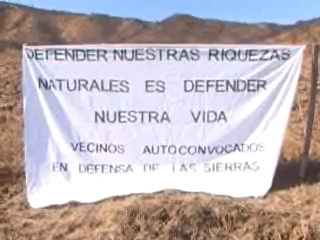 DEFENDER NUESTRAS RIQUEZAS
NATURALES ES DEFENDER
NUESTRA VIDA
VECINOS AUTOCONVOCADOS
EN DEFENSA DE LAS SIERRAS